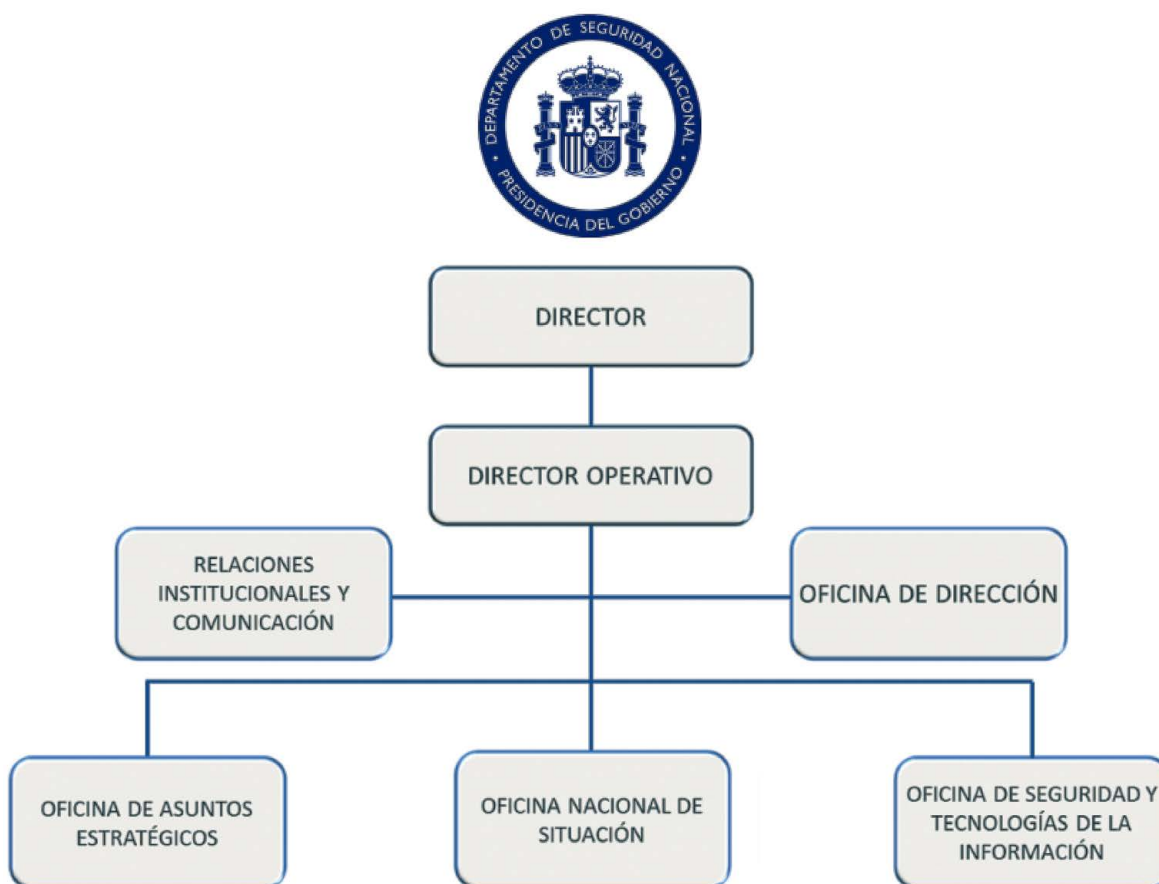 DEPARTAMENTO DE SEGURIDAD NACIONAL
PRESIDENCIA DEL GOBIERNO
DIRECTOR
DIRECTOR OPERATIVO
RELACIONES
INSTITUCIONALES Y
COMUNICACIÓN
OFICINA DE DIRECCIÓN
OFICINA DE ASUNTOS
ESTRATÉGICOS
OFICINA NACIONAL DE
SITUACIÓN
OFICINA DE SEGURIDAD Y
TECNOLOGÍAS DE LA
INFORMACIÓN